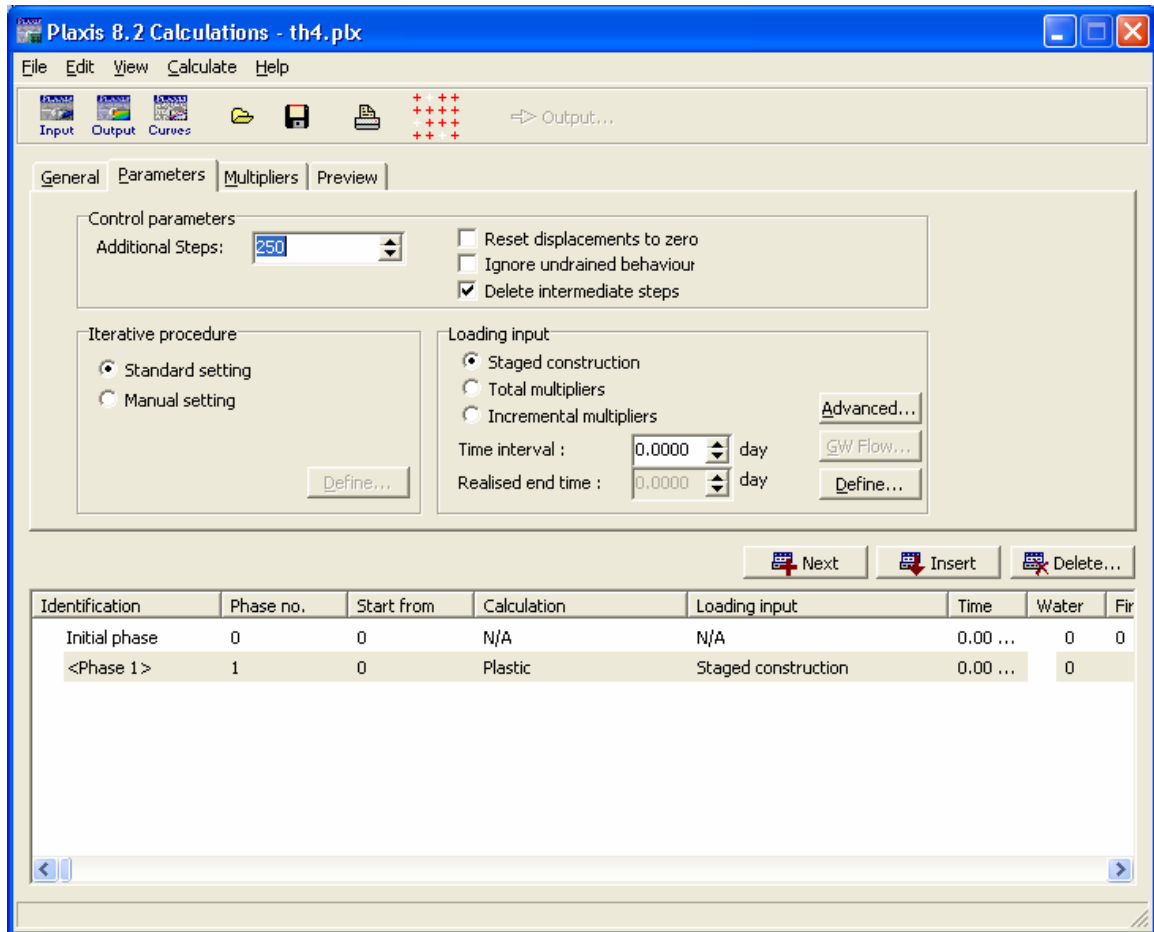 Plaxis 8.2 Calculations - th4.plx
File Edit View Calculate Help
Input Output Curves Output...
General Parameters Multipliers Preview
Control parameters
Additional Steps: 250
Reset displacements to zero
Ignore undrained behaviour
Delete intermediate steps
Iterative procedure
Standard setting
Manual setting
Define...
Loading input
Staged construction
Total multipliers
Incremental multipliers
Advanced...
Time interval : 0.0000 day GW Flow...
Realised end time : 0.0000 day Define...
Next Insert Delete...
Identification Phase no. Start from Calculation Loading input Time Water Fir
Initial phase 0 0 N/A N/A 0.00 ... 0 0
<Phase 1> 1 0 Plastic Staged construction 0.00 ... 0